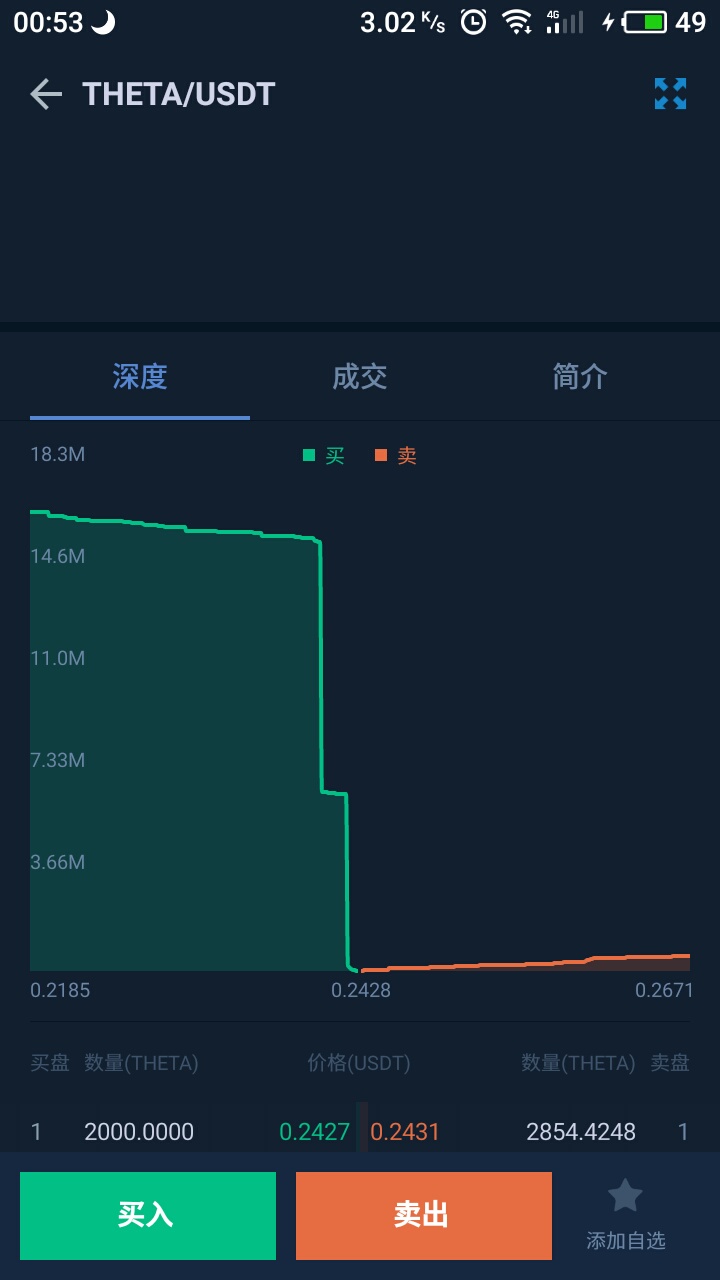 00:53 3.02 K/s 4G 49
THETA/USDT
深度 成交 简介
18.3M 买 卖
14.6M
11.0M
7.33M
3.66M
0.2185 0.2428 0.2671
买盘 数量(THETA) 价格(USDT) 数量(THETA) 卖盘
1 2000.0000 0.2427 0.2431 2854.4248 1
买入 卖出 添加自选